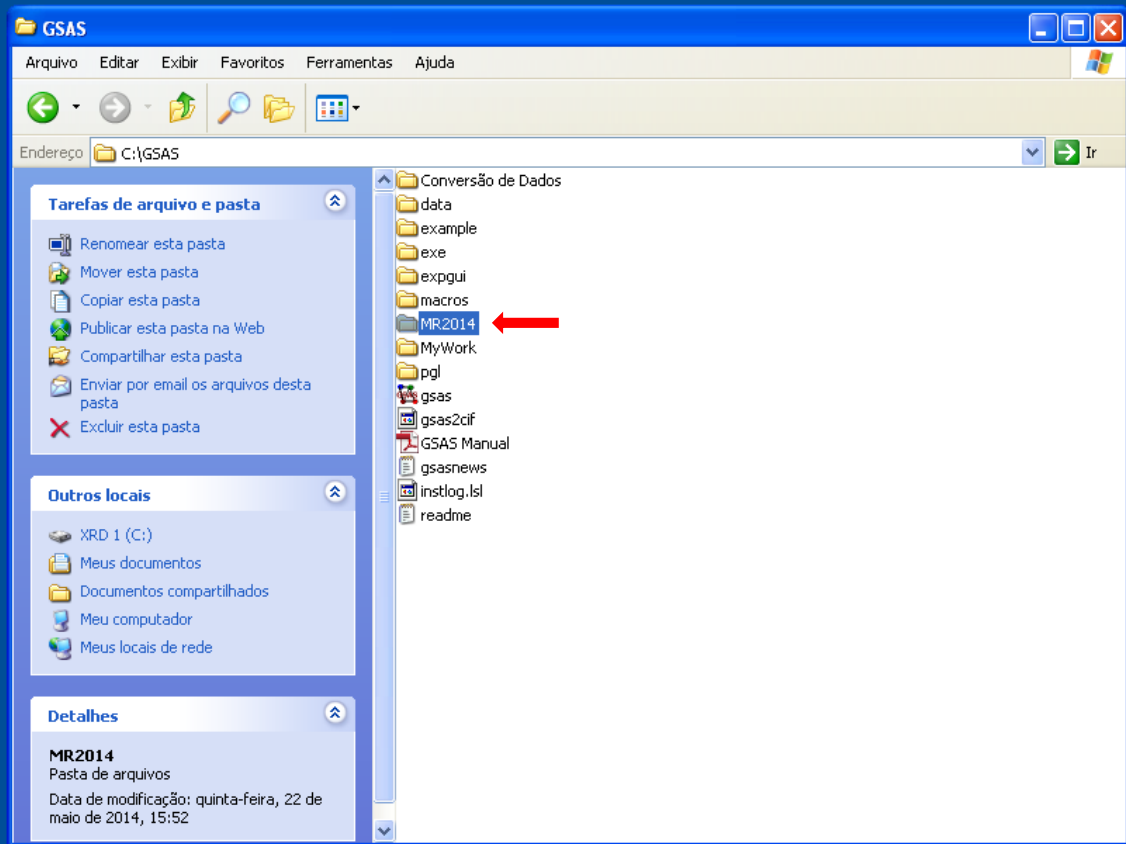 GSAS
Arquivo Editar Exibir Favoritos Ferramentas Ajuda
Endereço C:\GSAS Ir
Tarefas de arquivo e pasta
Renomear esta pasta
Mover esta pasta
Copiar esta pasta
Publicar esta pasta na Web
Compartilhar esta pasta
Enviar por email os arquivos desta
pasta
Excluir esta pasta
Outros locais
XRD 1 (C:)
Meus documentos
Documentos compartilhados
Meu computador
Meus locais de rede
Detalhes
MR2014
Pasta de arquivos
Data de modificação: quinta-feira, 22 de
maio de 2014, 15:52
Conversão de Dados
data
example
exe
expgui
macros
MR2014
MyWork
pgl
gsas
gsas2cif
GSAS Manual
gsasnews
instlog.lsl
readme